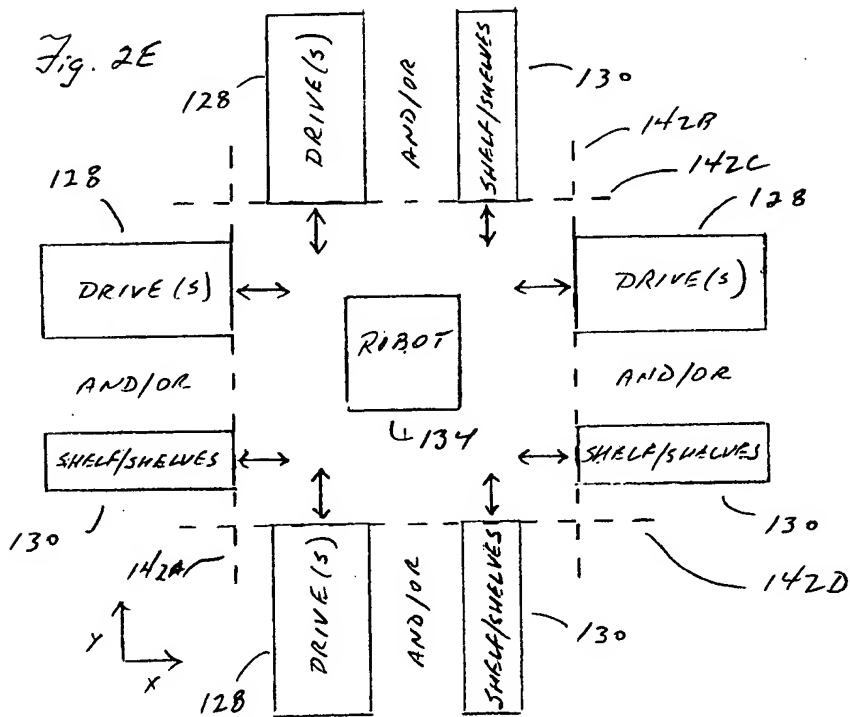 Fig. 2E
128
DRIVE(S)
AND/OR
SHELF/SHELVES
130
142B
142C
128
128
DRIVE(S)
DRIVE(S)
ROBOT
AND/OR
AND/OR
134
SHELF/SHELVES
SHELF/SHELVES
130
130
142A
142D
DRIVE(S)
AND/OR
SHELF/SHELVES
130
Y
X
128